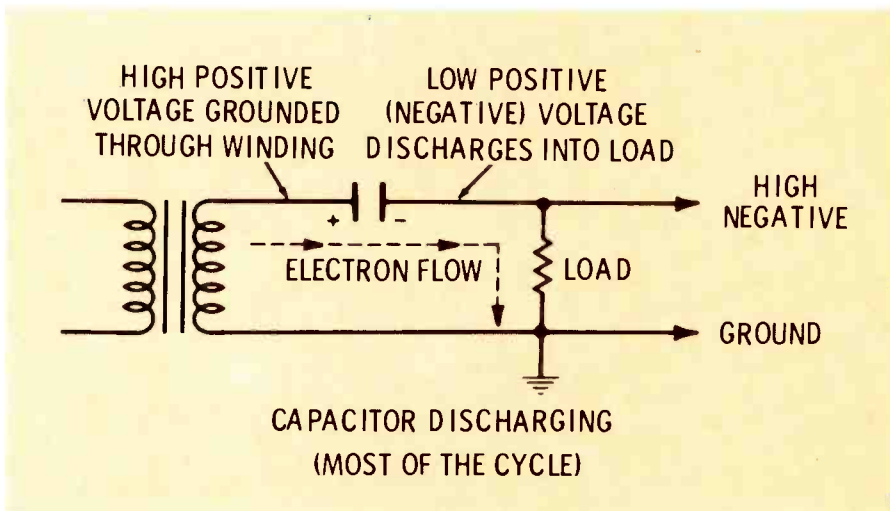 HIGH POSITIVE
VOLTAGE GROUNDED
THROUGH WINDING
LOW POSITIVE
(NEGATIVE) VOLTAGE
DISCHARGES INTO LOAD
HIGH
NEGATIVE
+ -
ELECTRON FLOW
LOAD
GROUND
CAPACITOR DISCHARGING
(MOST OF THE CYCLE)